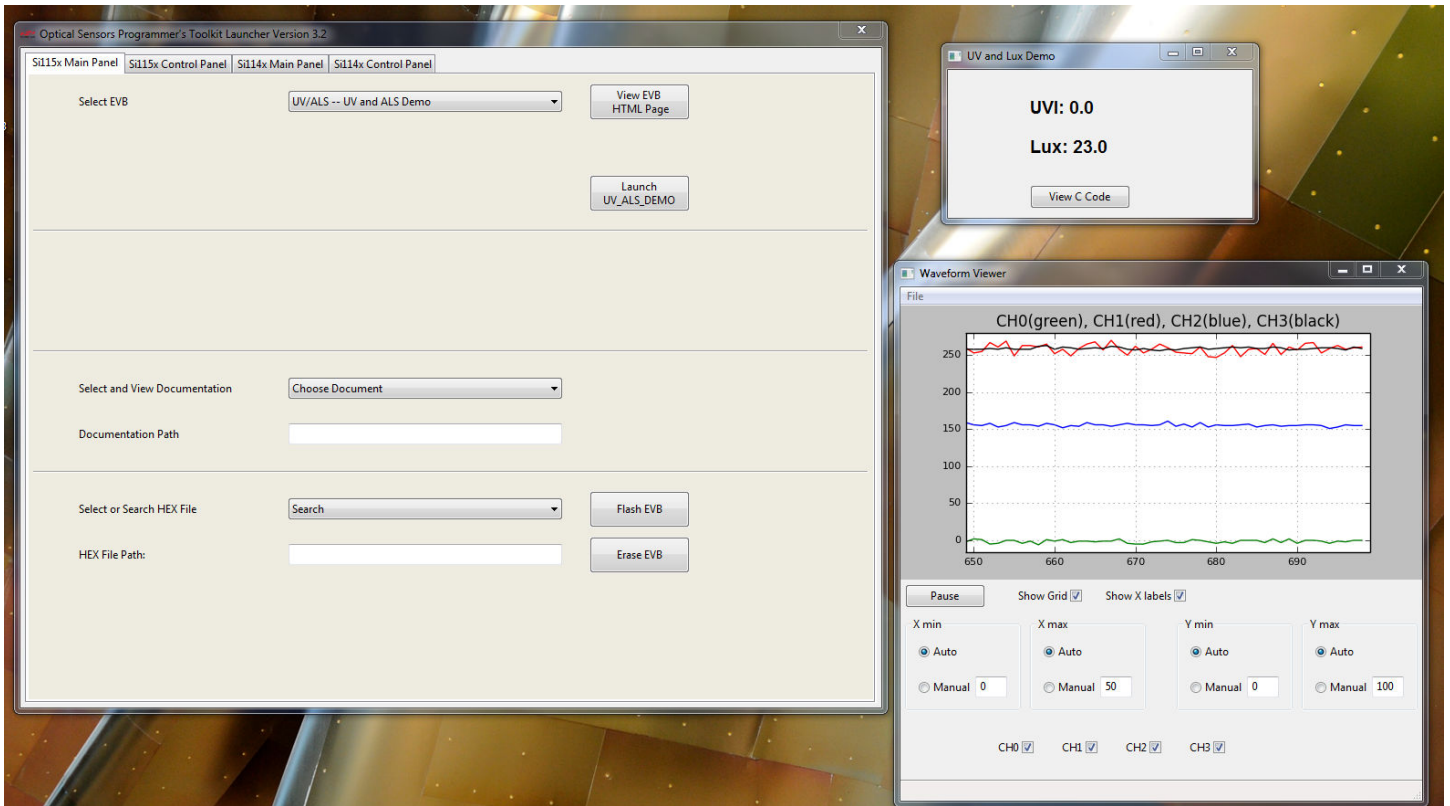 Optical Sensors Programmer's Toolkit Launcher Version 3.2
Si115x Main Panel Si115x Control Panel Si114x Main Panel Si114x Control Panel
Select EVB UV/ALS -- UV and ALS Demo View EVB
HTML Page
Launch
UV_ALS_DEMO
Select and View Documentation Choose Document
Documentation Path
Select or Search HEX File Search Flash EVB
HEX File Path: Erase EVB
UV and Lux Demo
UVI: 0.0
Lux: 23.0
View C Code
Waveform Viewer
File
CH0(green), CH1(red), CH2(blue), CH3(black)
250
200
150
100
50
0
650 660 670 680 690
Pause Show Grid Show X labels
X min X max Y min Y max
Auto Auto Auto Auto
Manual 0 Manual 50 Manual 0 Manual 100
CH0 CH1 CH2 CH3